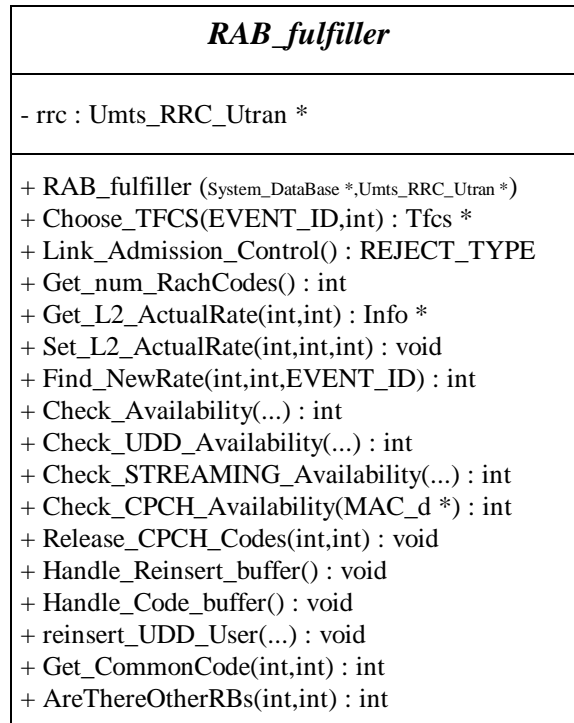 RAB_fulfiller
- rrc : Umts_RRC_Utran *
+ RAB_fulfiller (System_DataBase *,Umts_RRC_Utran *)
+ Choose_TFCS(EVENT_ID,int) : Tfcs *
+ Link_Admission_Control() : REJECT_TYPE
+ Get_num_RachCodes() : int
+ Get_L2_ActualRate(int,int) : Info *
+ Set_L2_ActualRate(int,int,int) : void
+ Find_NewRate(int,int,EVENT_ID) : int
+ Check_Availability(...) : int
+ Check_UDD_Availability(...) : int
+ Check_STREAMING_Availability(...) : int
+ Check_CPCH_Availability(MAC_d *) : int
+ Release_CPCH_Codes(int,int) : void
+ Handle_Reinsert_buffer() : void
+ Handle_Code_buffer() : void
+ reinsert_UDD_User(...) : void
+ Get_CommonCode(int,int) : int
+ AreThereOtherRBs(int,int) : int